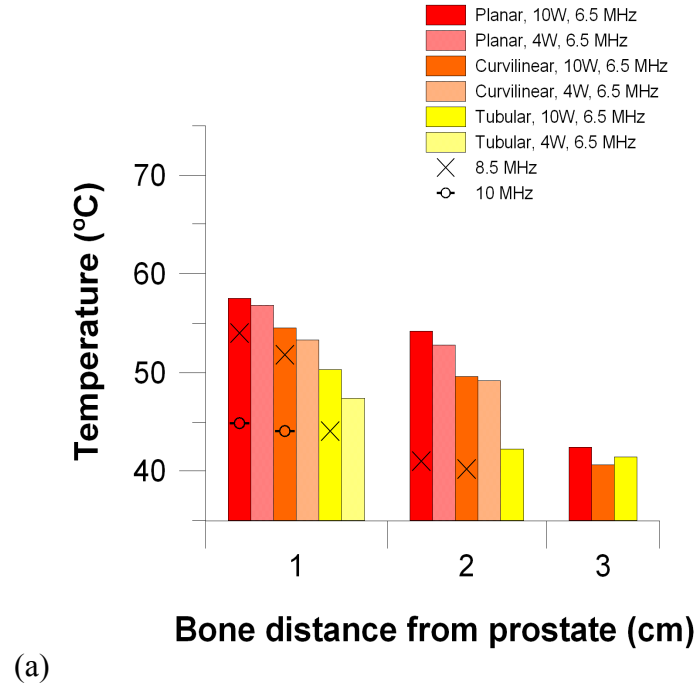 Planar, 10W, 6.5 MHz
Planar, 4W, 6.5 MHz
Curvilinear, 10W, 6.5 MHz
Curvilinear, 4W, 6.5 MHz
Tubular, 10W, 6.5 MHz
Tubular, 4W, 6.5 MHz
8.5 MHz
10 MHz
Temperature (°C)
70
60
50
40
1 2 3
Bone distance from prostate (cm)
(a)